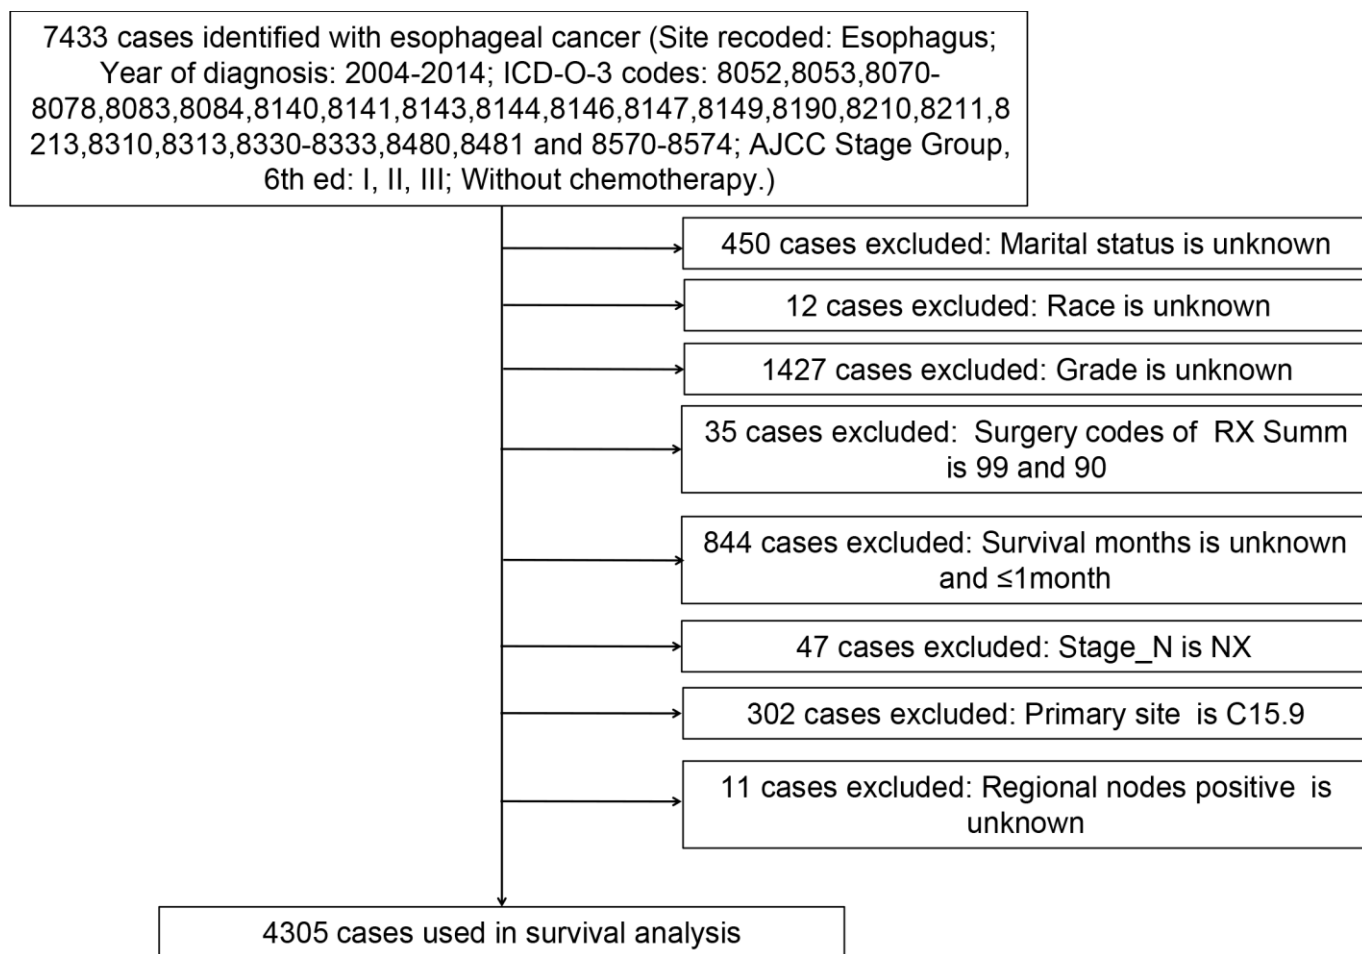 7433 cases identified with esophageal cancer (Site recoded: Esophagus;
Year of diagnosis: 2004-2014; ICD-O-3 codes: 8052,8053,8070-
8078,8083,8084,8140,8141,8143,8144,8146,8147,8149,8190,8210,8211,8
213,8310,8313,8330-8333,8480,8481 and 8570-8574; AJCC Stage Group,
6th ed: I, II, III; Without chemotherapy.)
450 cases excluded: Marital status is unknown
12 cases excluded: Race is unknown
1427 cases excluded: Grade is unknown
35 cases excluded: Surgery codes of RX Summ
is 99 and 90
844 cases excluded: Survival months is unknown
and ≤1month
47 cases excluded: Stage_N is NX
302 cases excluded: Primary site is C15.9
11 cases excluded: Regional nodes positive is
unknown
4305 cases used in survival analysis